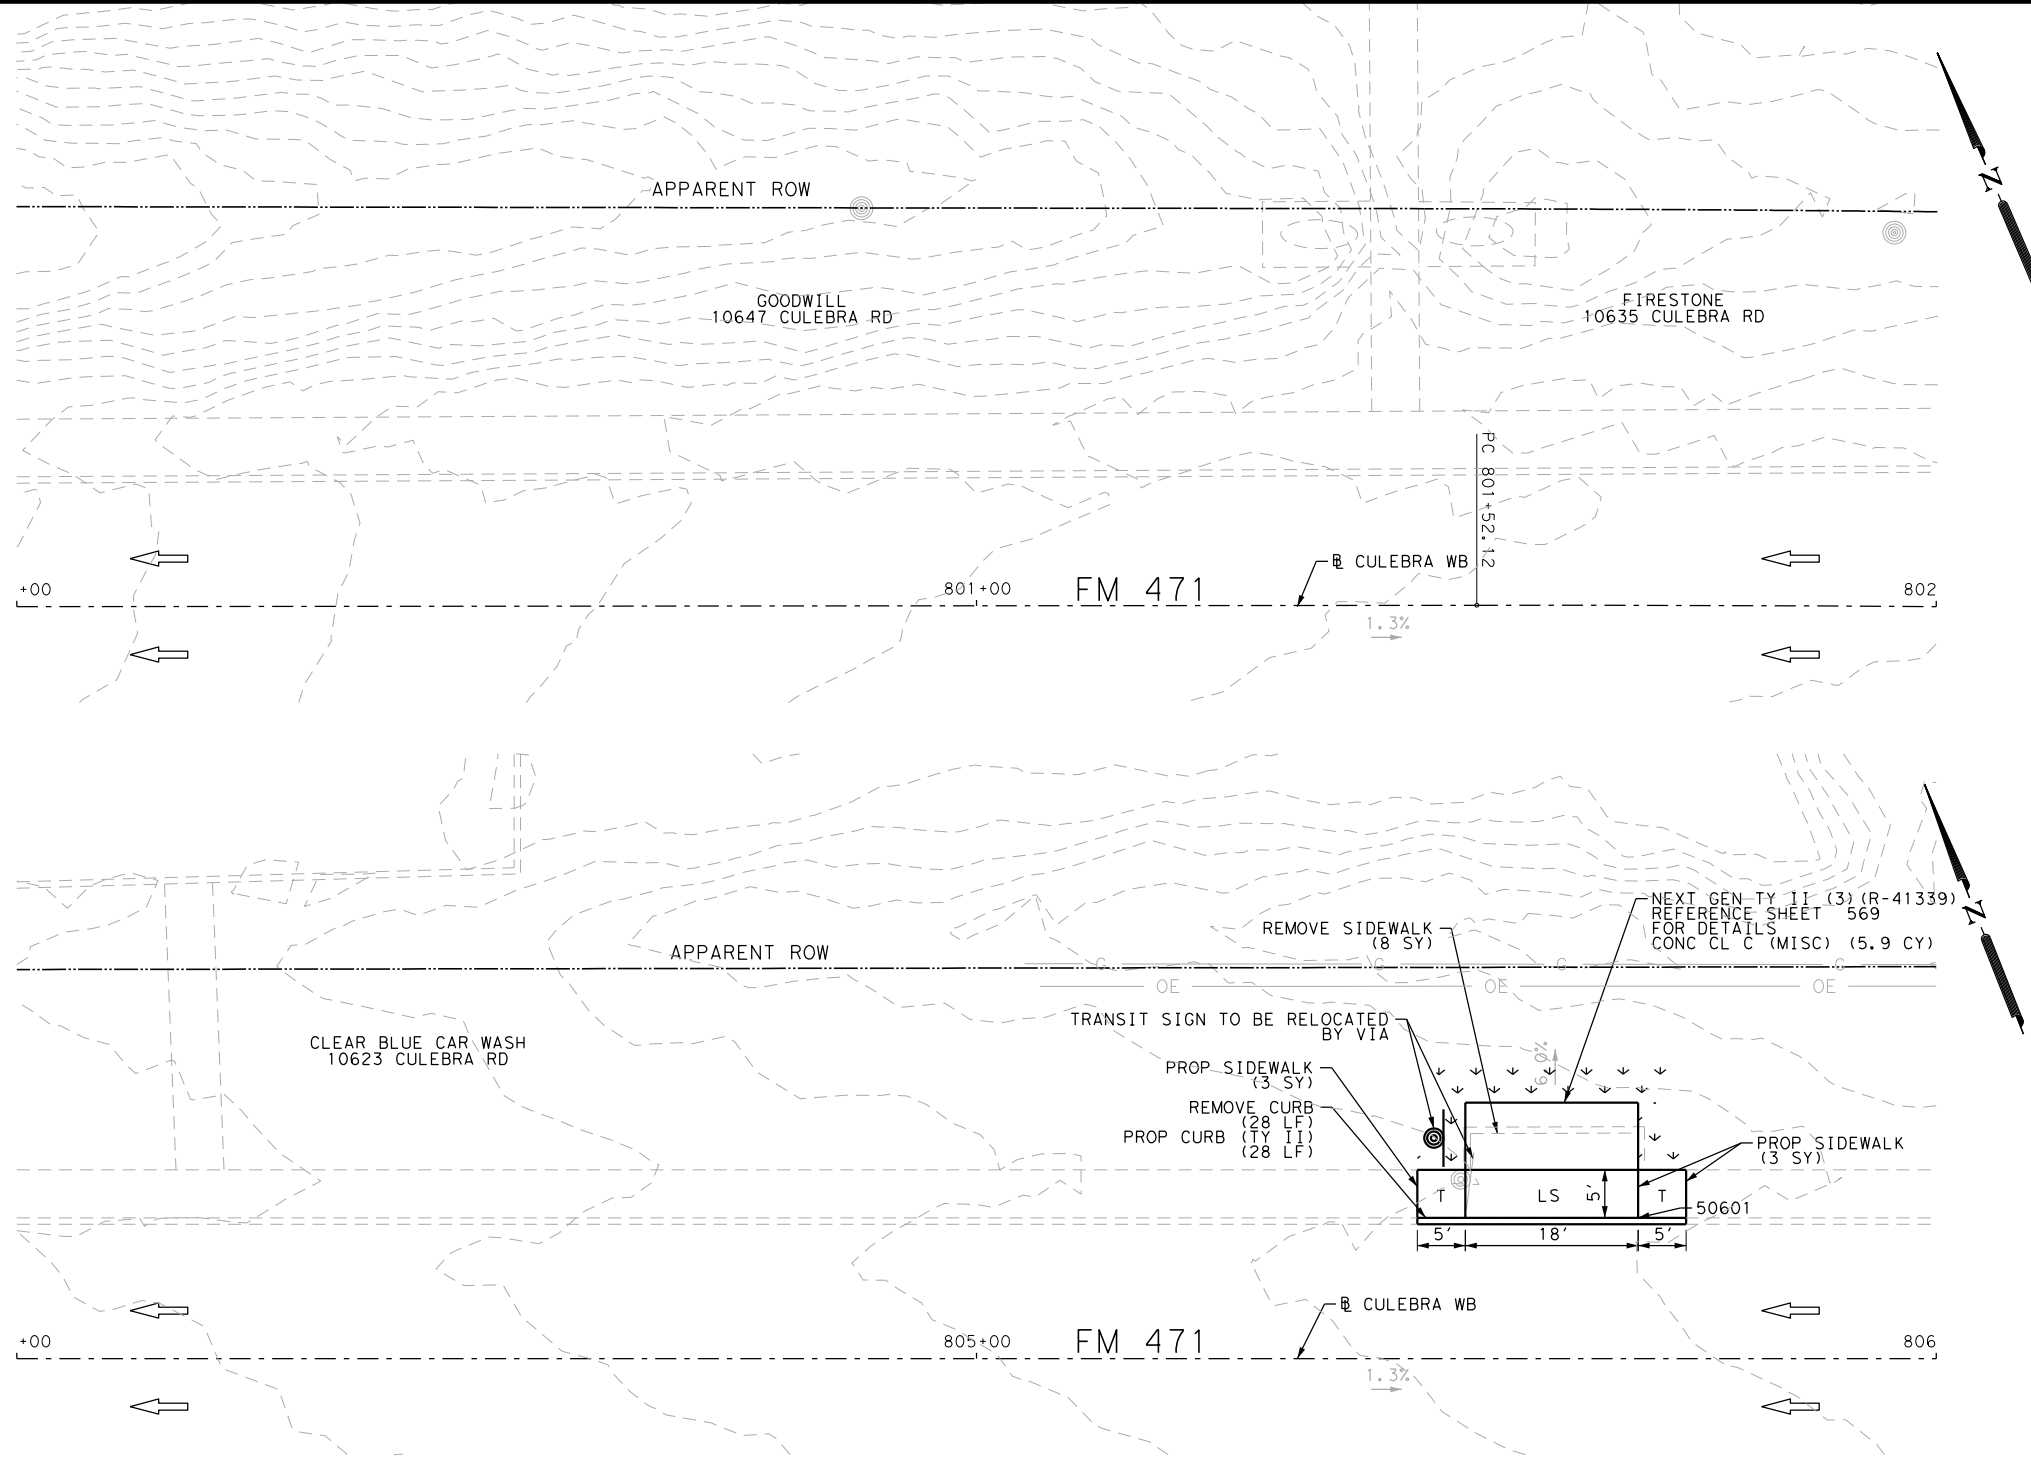 APPARENT ROW
N
GOODWILL
10647 CULEBRA RD
FIRESTONE
10635 CULEBRA RD
PC 801+52.12
℄ CULEBRA WB
+00
801+00
FM 471
802
1.3%
NEXT GEN TY II (3)(R-41339)
REFERENCE SHEET 569
FOR DETAILS
CONC CL C (MISC) (5.9 CY)
REMOVE SIDEWALK
(8 SY)
N
APPARENT ROW
G
G
G
G
OE
OE
OE
TRANSIT SIGN TO BE RELOCATED
BY VIA
CLEAR BLUE CAR WASH
10623 CULEBRA RD
6.0%
PROP SIDEWALK
(3 SY)
REMOVE CURB
(28 LF)
PROP CURB (TY II)
(28 LF)
PROP SIDEWALK
(3 SY)
T
LS
5'
T
50601
5'
18'
5'
℄ CULEBRA WB
+00
805+00
FM 471
806
1.3%